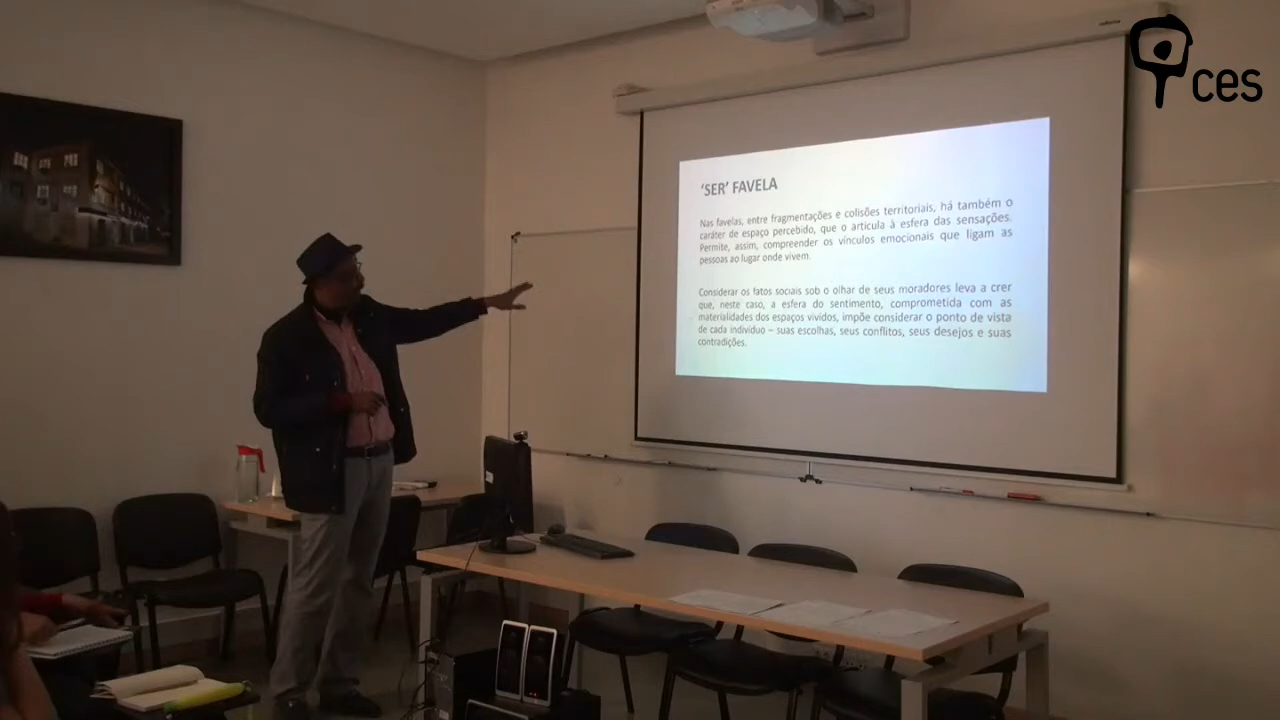 ces
'SER' FAVELA
Nas favelas, entre fragmentações e colisões territoriais, há também o
caráter de espaço percebido, que o articula à esfera das sensações.
Permite, assim, compreender os vínculos emocionais que ligam as
pessoas ao lugar onde vivem.
Considerar os fatos sociais sob o olhar de seus moradores leva a crer
que, neste caso, a esfera do sentimento, comprometida com as
materialidades dos espaços vividos, impõe considerar o ponto de vista
de cada indivíduo – suas escolhas, seus conflitos, seus desejos e suas
contradições.